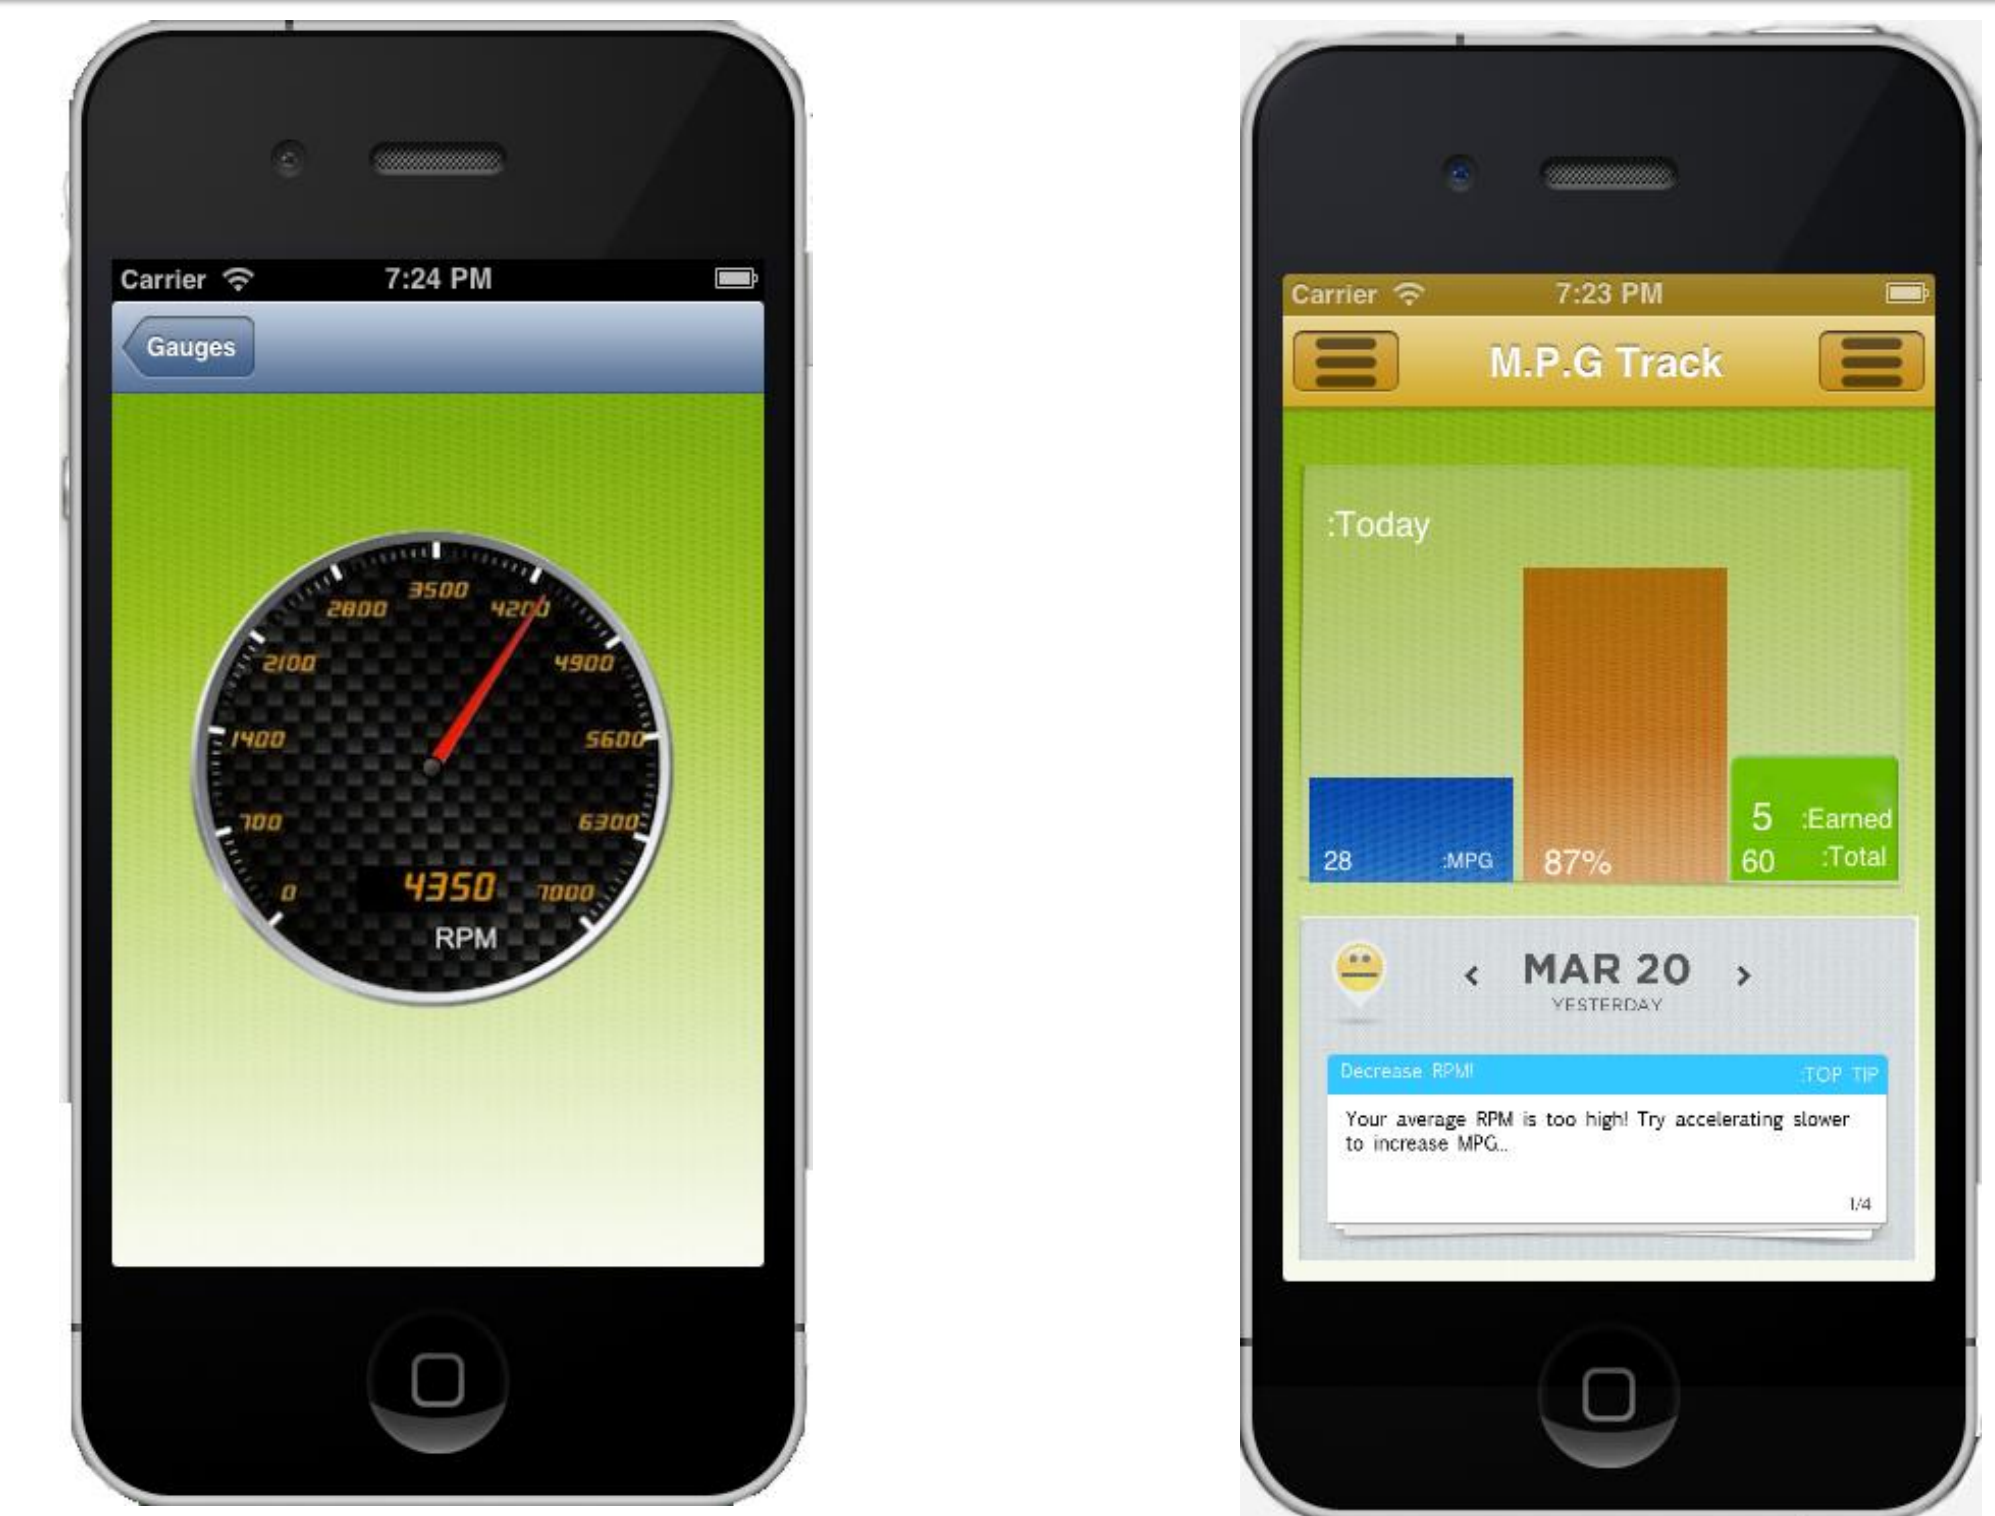 Carrier 7:24 PM
Gauges
3500
2800 4200
2100 4900
1400 5600
700 6300
0 4350 7000
RPM
Carrier 7:23 PM
M.P.G Track
:Today
5 :Earned
28 :MPG 87% 60 :Total
MAR 20
YESTERDAY
Decrease RPM! :TOP TIP
Your average RPM is too high! Try accelerating slower
to increase MPG...
1/4